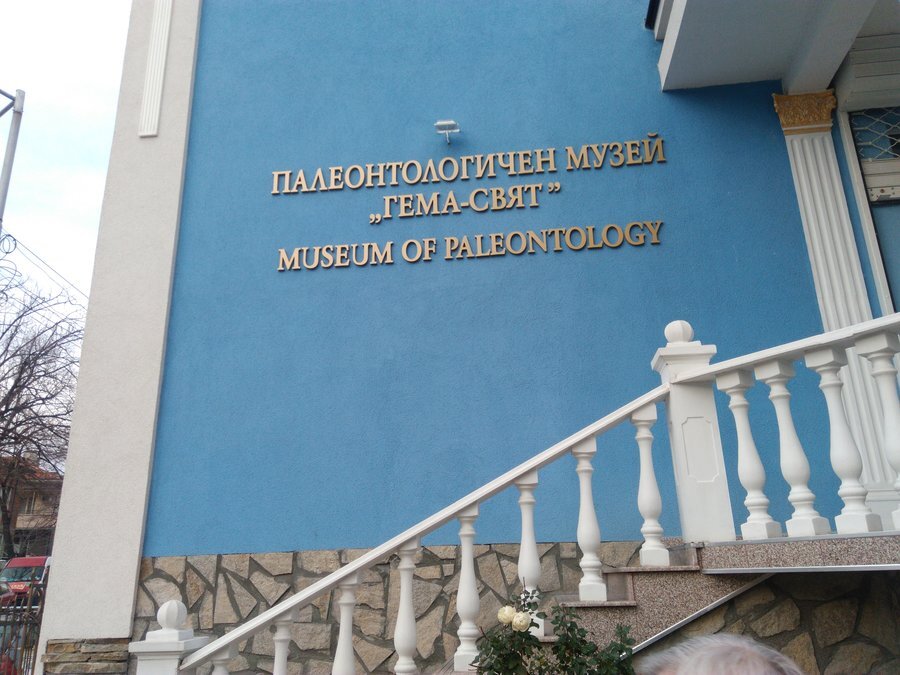 ПАЛЕОНТОЛОГИЧЕН МУЗЕЙ
„ГЕМА-СВЯТ”
MUSEUM OF PALEONTOLOGY